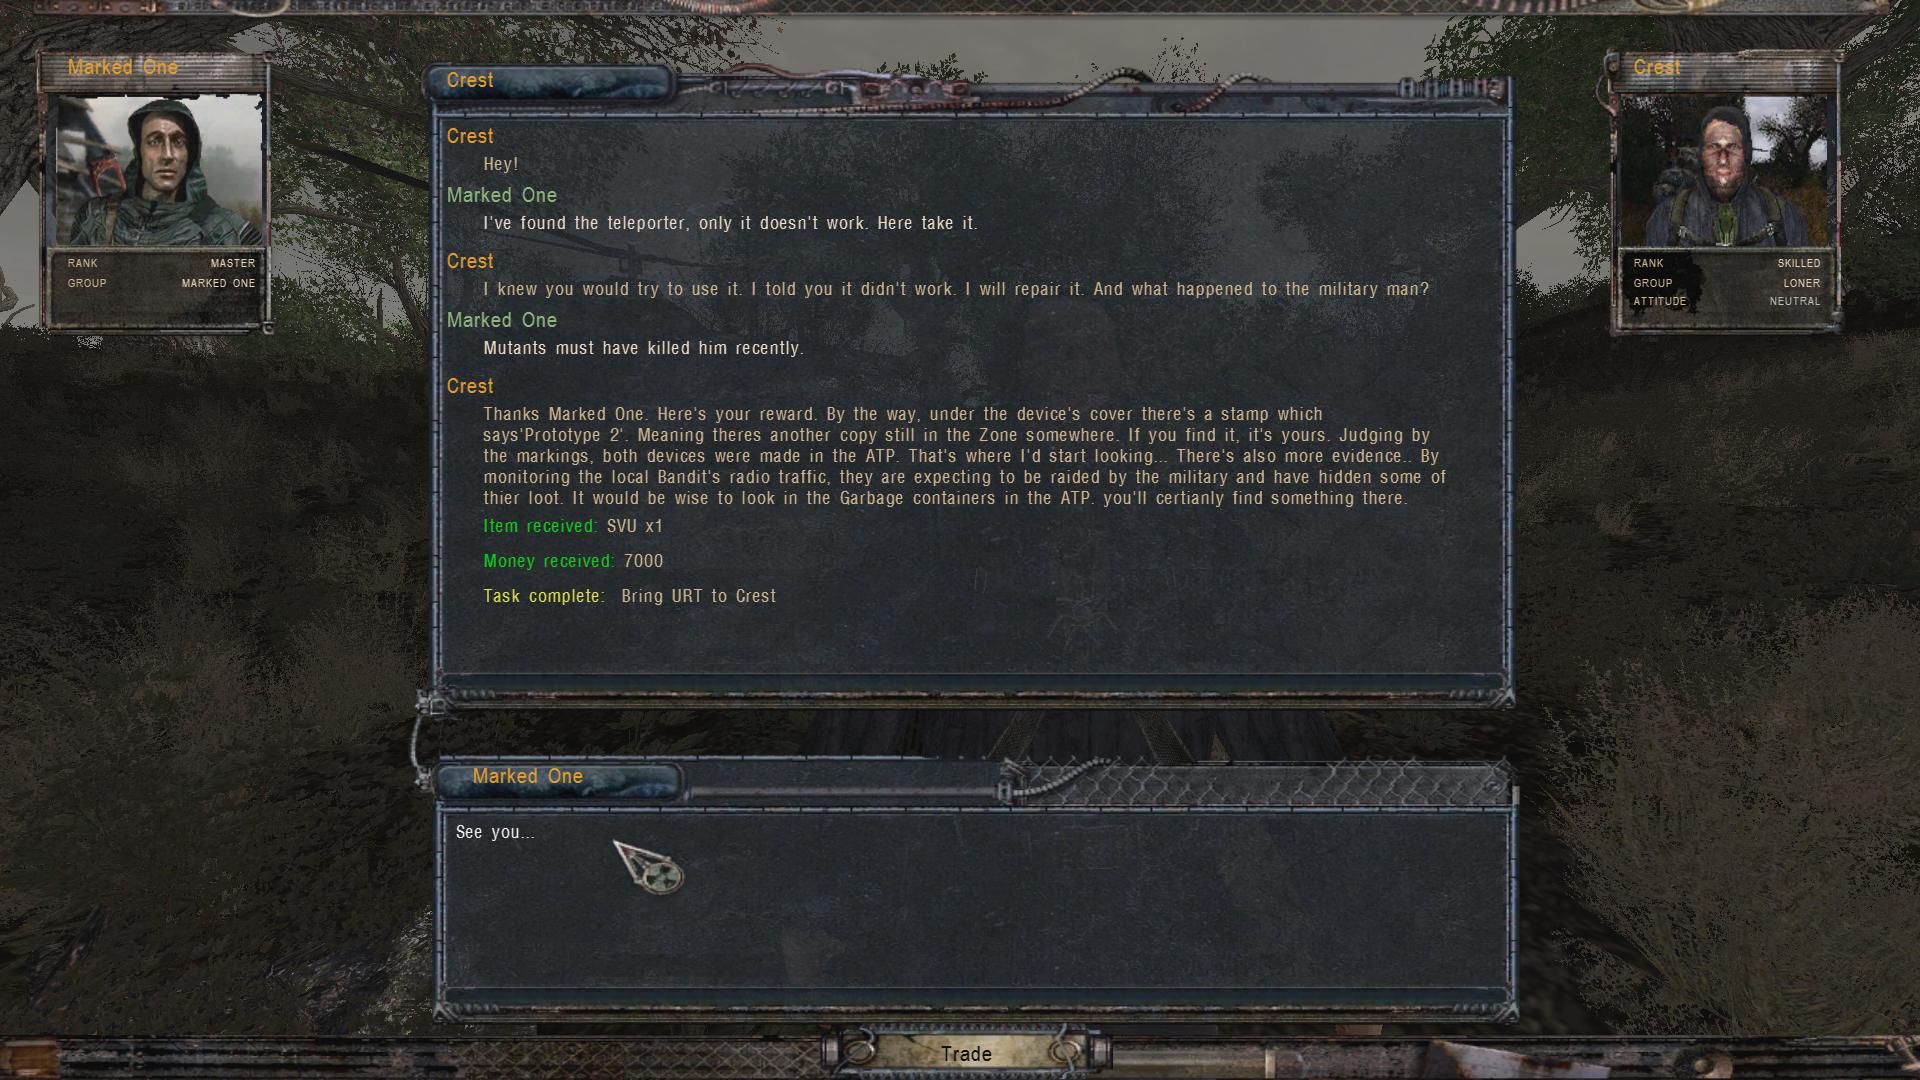 Marked One
RANK MASTER
GROUP MARKED ONE
Crest
Crest
Hey!
Marked One
I've found the teleporter, only it doesn't work. Here take it.
Crest
I knew you would try to use it. I told you it didn't work. I will repair it. And what happened to the military man?
Marked One
Mutants must have killed him recently.
Crest
Thanks Marked One. Here's your reward. By the way, under the device's cover there's a stamp which
says'Prototype 2'. Meaning theres another copy still in the Zone somewhere. If you find it, it's yours. Judging by
the markings, both devices were made in the ATP. That's where I'd start looking... There's also more evidence.. By
monitoring the local Bandit's radio traffic, they are expecting to be raided by the military and have hidden some of
thier loot. It would be wise to look in the Garbage containers in the ATP. you'll certianly find something there.
Item received: SVU x1
Money received: 7000
Task complete: Bring URT to Crest
Crest
RANK SKILLED
GROUP LONER
ATTITUDE NEUTRAL
Marked One
See you...
Trade